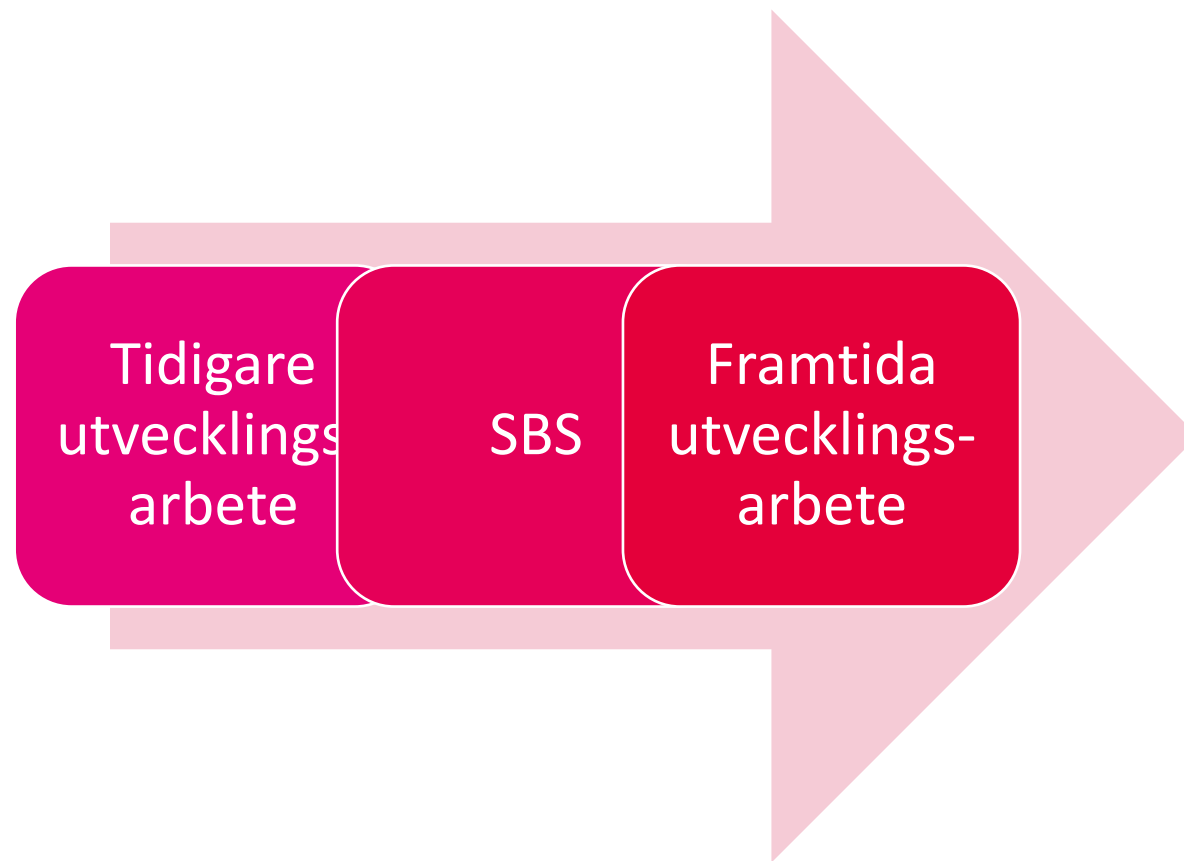 Tidigare
utvecklings
arbete
SBS
Framtida
utvecklings-
arbete